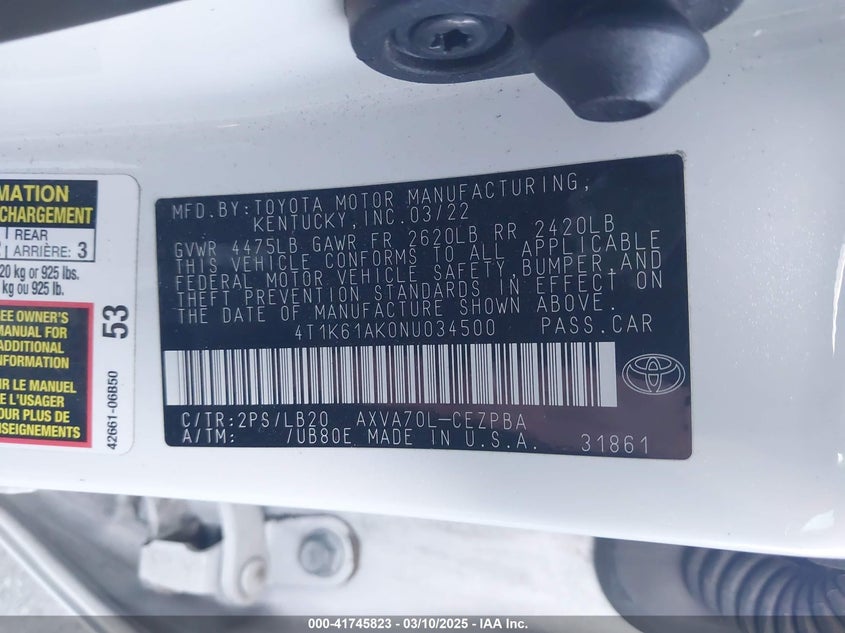 MATION
CHARGEMENT
REAR
ARRIÈRE: 3
20 kg or 925 lbs.
kg ou 925 lb.
EE OWNER'S
MANUAL FOR
ADDITIONAL
NFORMATION
IR LE MANUEL
E L'USAGER
OUR PLUS DE
NSEIGNEMENTS
53
42661-06B50
MFD.BY:TOYOTA MOTOR MANUFACTURING,
KENTUCKY, INC. 03/22
GVWR 4475LB GAWR FR 2620LB RR 2420LB
THIS VEHICLE CONFORMS TO ALL APPLICABLE
FEDERAL MOTOR VEHICLE SAFETY, BUMPER, AND
THEFT PREVENTION STANDARDS IN EFFECT ON
THE DATE OF MANUFACTURE SHOWN ABOVE.
4T1K61AK0NU034500 PASS.CAR
C/TR:2PS/LB20 AXVA70L-CEZPBA
A/TM: /UB80E MADE IN U.S.A. 31861
000-41745823 — 03/10/2025 — IAA Inc.